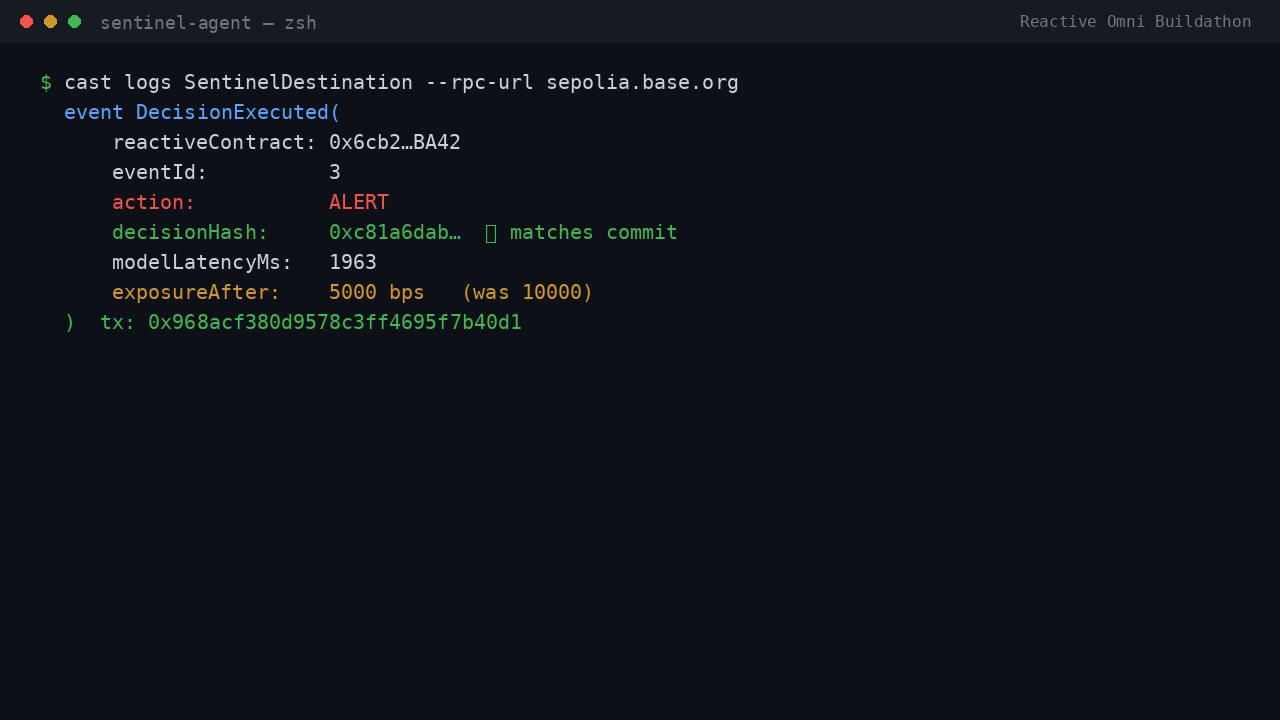 sentinel-agent — zsh
Reactive Omni Buildathon
$ cast logs SentinelDestination --rpc-url sepolia.base.org
event DecisionExecuted(
reactiveContract: 0x6cb2…BA42
eventId: 3
action: ALERT
decisionHash: 0xc81a6dab… ▯ matches commit
modelLatencyMs: 1963
exposureAfter: 5000 bps (was 10000)
) tx: 0x968acf380d9578c3ff4695f7b40d1